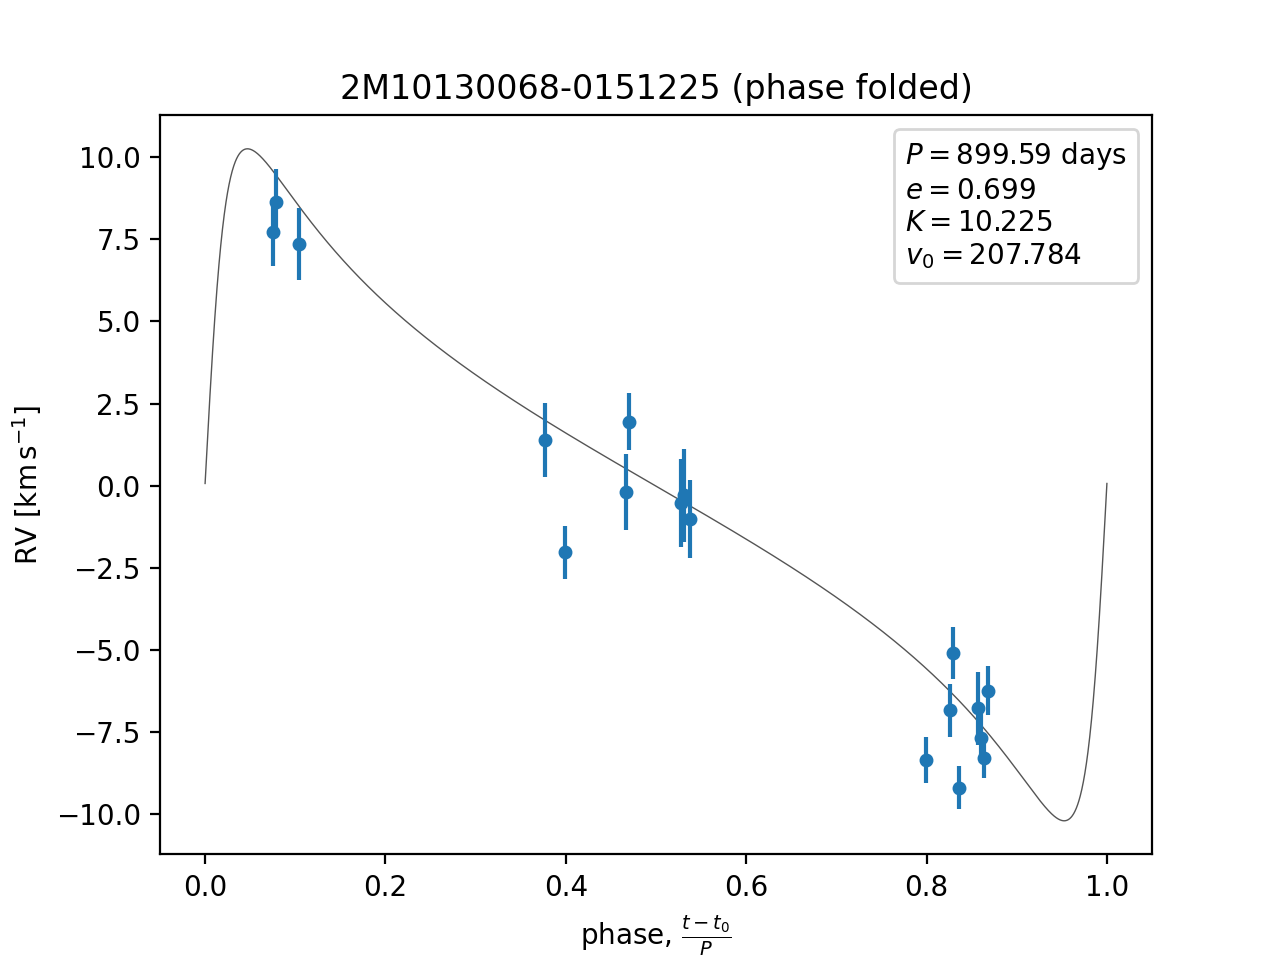 2M10130068-0151225 (phase folded)
P = 899.59 days
e = 0.699
K = 10.225
v₀ = 207.784
10.0
7.5
5.0
2.5
0.0
−2.5
−5.0
−7.5
−10.0
RV [km s⁻¹]
0.0 0.2 0.4 0.6 0.8 1.0
phase, (t − t₀)/P